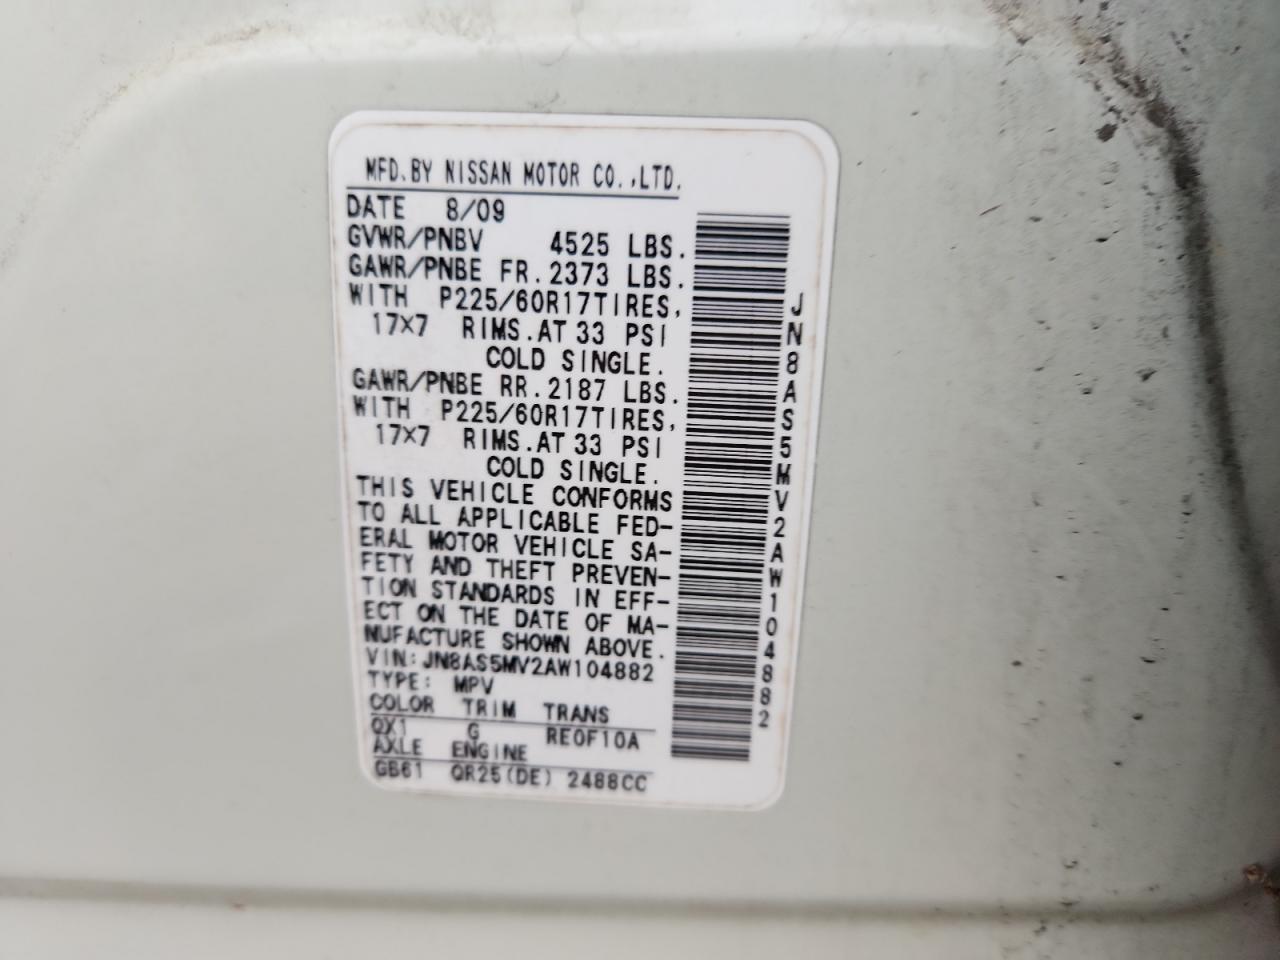 MFD.BY NISSAN MOTOR CO.,LTD.
DATE 8/09
GVWR/PNBV 4525 LBS.
GAWR/PNBE FR.2373 LBS.
WITH P225/60R17TIRES,
17×7 RIMS.AT 33 PSI
COLD SINGLE.
GAWR/PNBE RR.2187 LBS.
WITH P225/60R17TIRES,
17×7 RIMS.AT 33 PSI
COLD SINGLE.
THIS VEHICLE CONFORMS
TO ALL APPLICABLE FED-
ERAL MOTOR VEHICLE SA-
FETY AND THEFT PREVEN-
TION STANDARDS IN EFF-
ECT ON THE DATE OF MA-
NUFACTURE SHOWN ABOVE.
VIN: JN8AS5MV2AW104882
TYPE: MPV
COLOR TRIM TRANS
QX1 G RE0F10A
AXLE ENGINE
GB61 QR25(DE) 2488CC
JN8AS5MV2AW104882